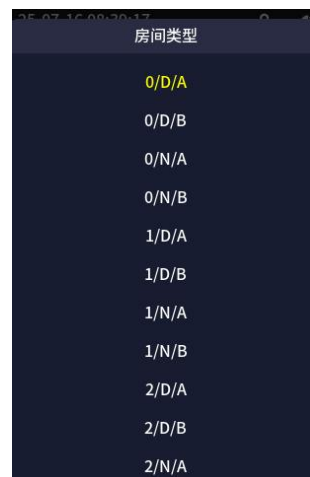 房间类型
0/D/A
0/D/B
0/N/A
0/N/B
1/D/A
1/D/B
1/N/A
1/N/B
2/D/A
2/D/B
2/N/A